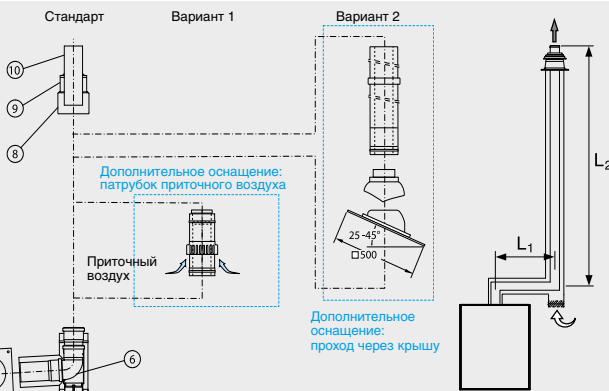 Стандарт
Вариант 1
Вариант 2
10
9
8
Дополнительное оснащение:
патрубок приточного воздуха
Приточный
воздух
25-45°
□500
Дополнительное
оснащение:
проход через крышу
6
L1
L2